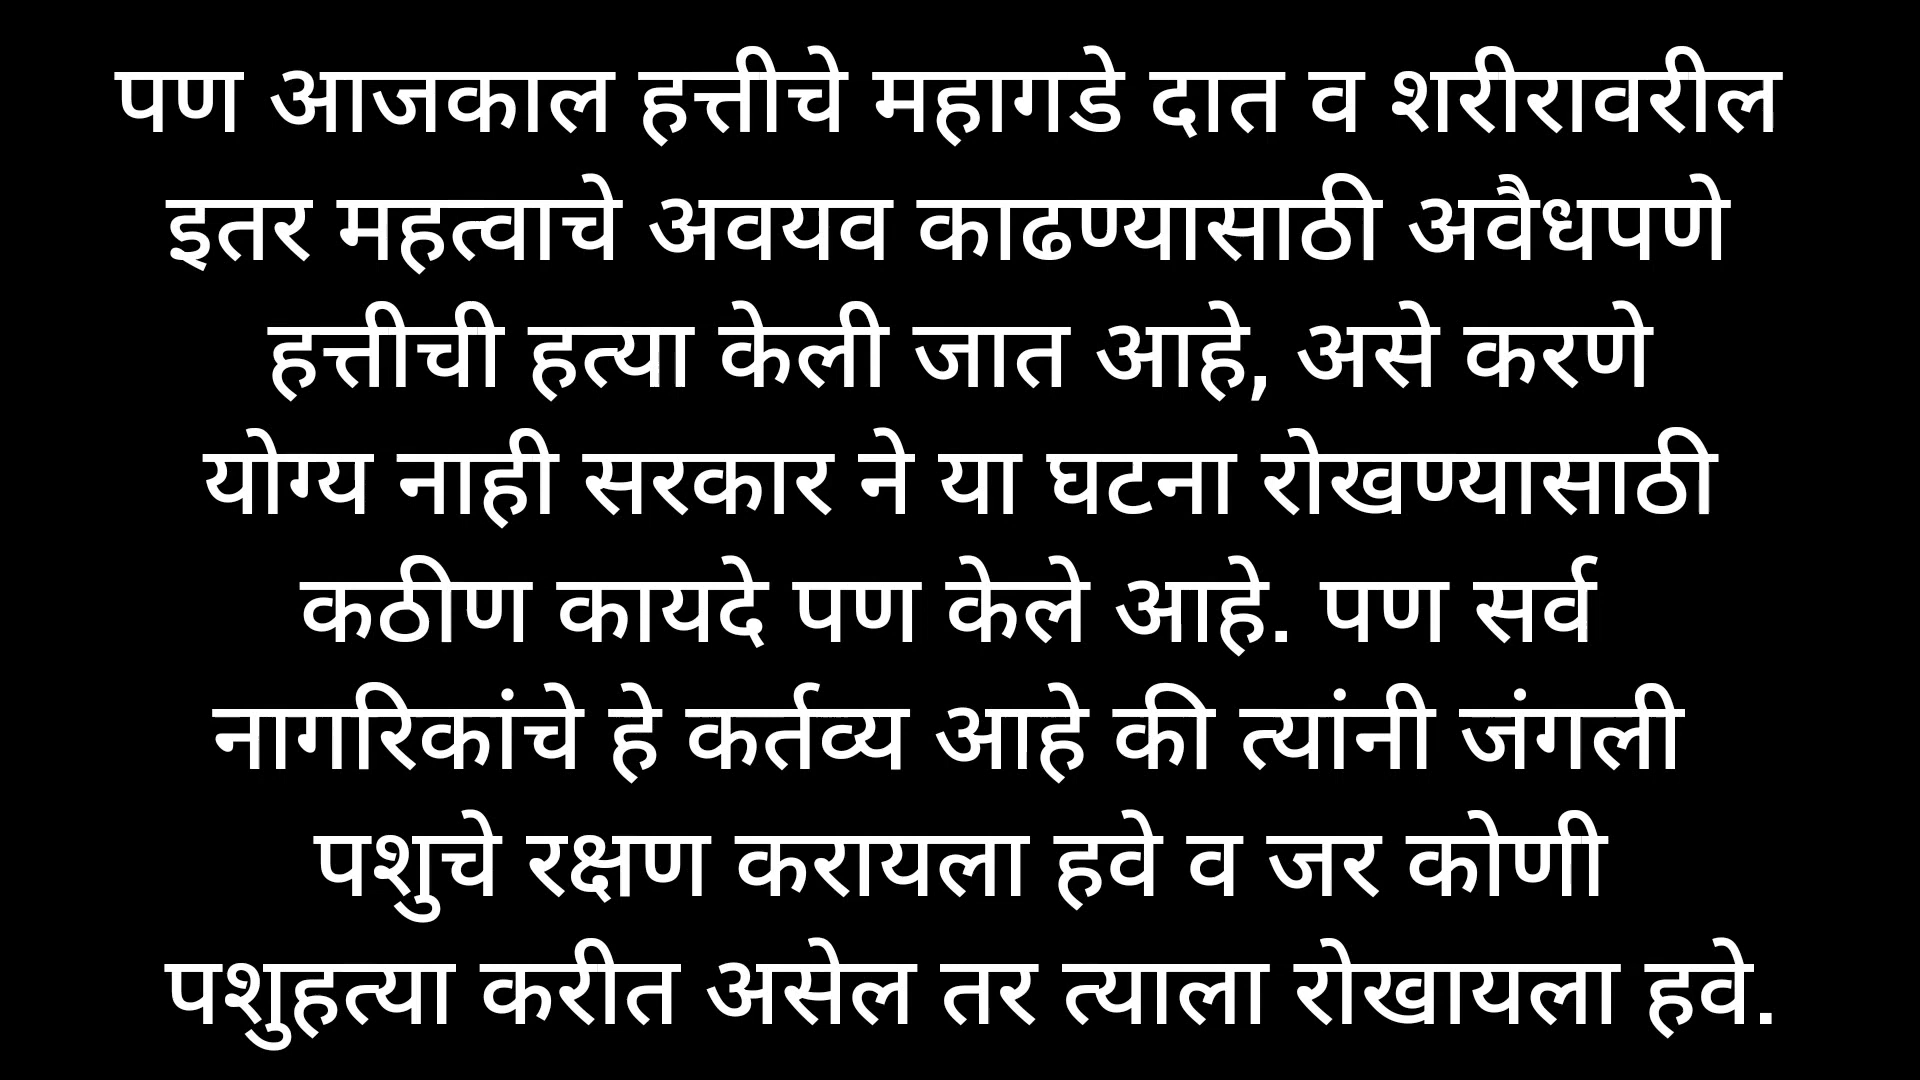 पण आजकाल हत्तीचे महागडे दात व शरीरावरील
इतर महत्वाचे अवयव काढण्यासाठी अवैधपणे
हत्तीची हत्या केली जात आहे, असे करणे
योग्य नाही सरकार ने या घटना रोखण्यासाठी
कठीण कायदे पण केले आहे. पण सर्व
नागरिकांचे हे कर्तव्य आहे की त्यांनी जंगली
पशुचे रक्षण करायला हवे व जर कोणी
पशुहत्या करीत असेल तर त्याला रोखायला हवे.